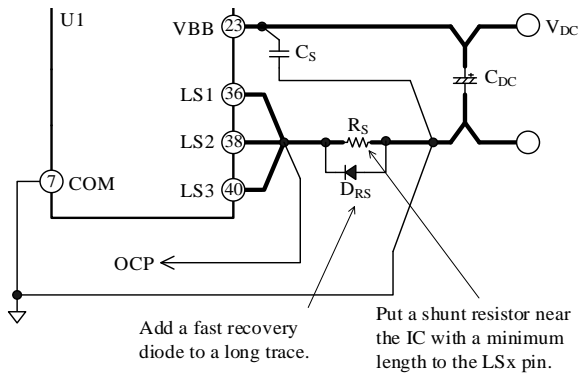 U1
VBB
23
V_DC
C_S
C_DC
LS1
36
LS2
38
R_S
7
COM
LS3
40
D_RS
OCP
Add a fast recovery
diode to a long trace.
Put a shunt resistor near
the IC with a minimum
length to the LSx pin.